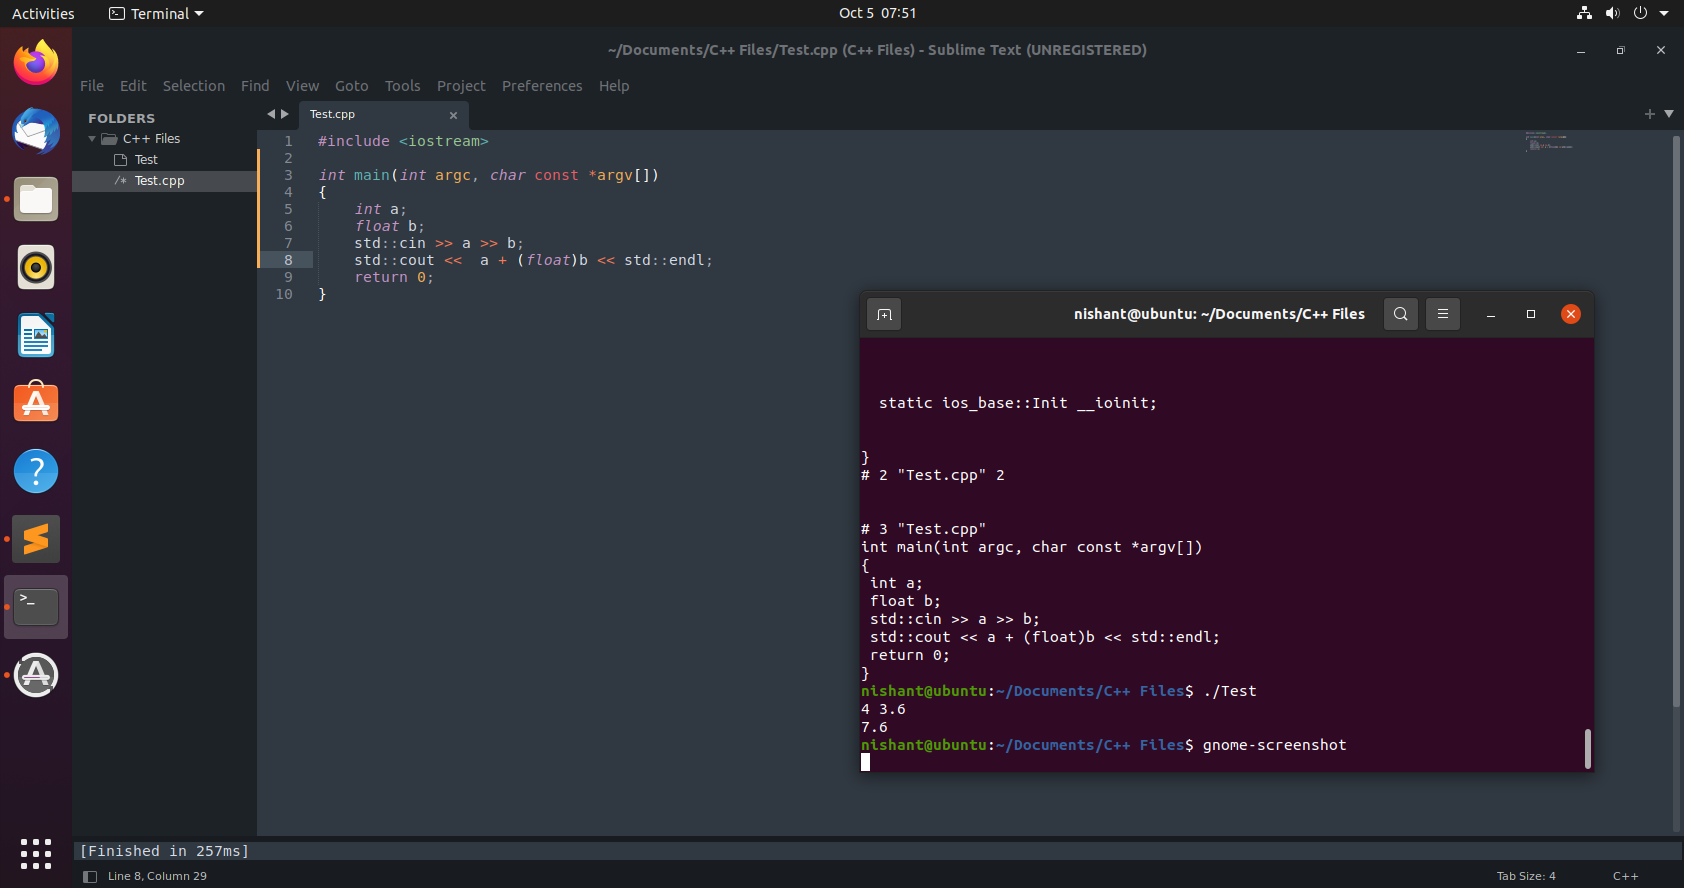 Activities Terminal Oct 5 07:51
~/Documents/C++ Files/Test.cpp (C++ Files) - Sublime Text (UNREGISTERED)
File Edit Selection Find View Goto Tools Project Preferences Help
FOLDERS
C++ Files
Test
/* Test.cpp
Test.cpp
1 #include <iostream>
2
3 int main(int argc, char const *argv[])
4 {
5     int a;
6     float b;
7     std::cin >> a >> b;
8     std::cout <<  a + (float)b << std::endl;
9     return 0;
10 }
nishant@ubuntu: ~/Documents/C++ Files
  static ios_base::Init __ioinit;
}
# 2 "Test.cpp" 2
# 3 "Test.cpp"
int main(int argc, char const *argv[])
{
 int a;
 float b;
 std::cin >> a >> b;
 std::cout << a + (float)b << std::endl;
 return 0;
}
nishant@ubuntu:~/Documents/C++ Files$ ./Test
4 3.6
7.6
nishant@ubuntu:~/Documents/C++ Files$ gnome-screenshot
[Finished in 257ms]
Line 8, Column 29 Tab Size: 4 C++